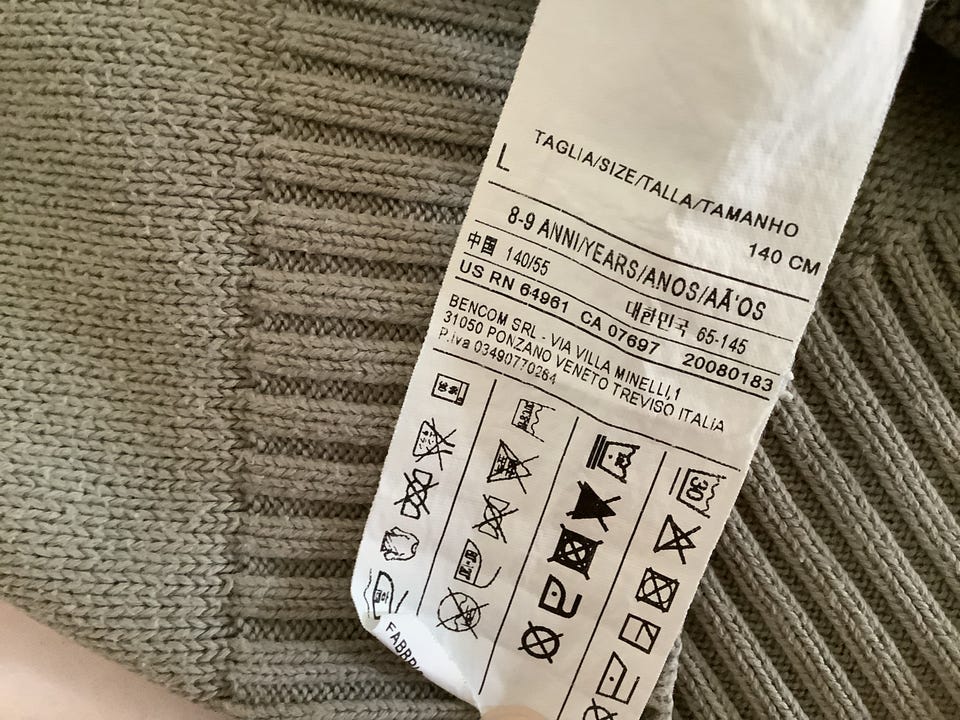 TAGLIA/SIZE/TALLA/TAMANHO
L 140 CM
8-9 ANNI/YEARS/ANOS/AÃ'OS
中国 140/55 대한민국 65-145
US RN 64961 CA 07697 20080183
BENCOM SRL - VIA VILLA MINELLI,1
31050 PONZANO VENETO TREVISO ITALIA
P.iva 03490770264
30